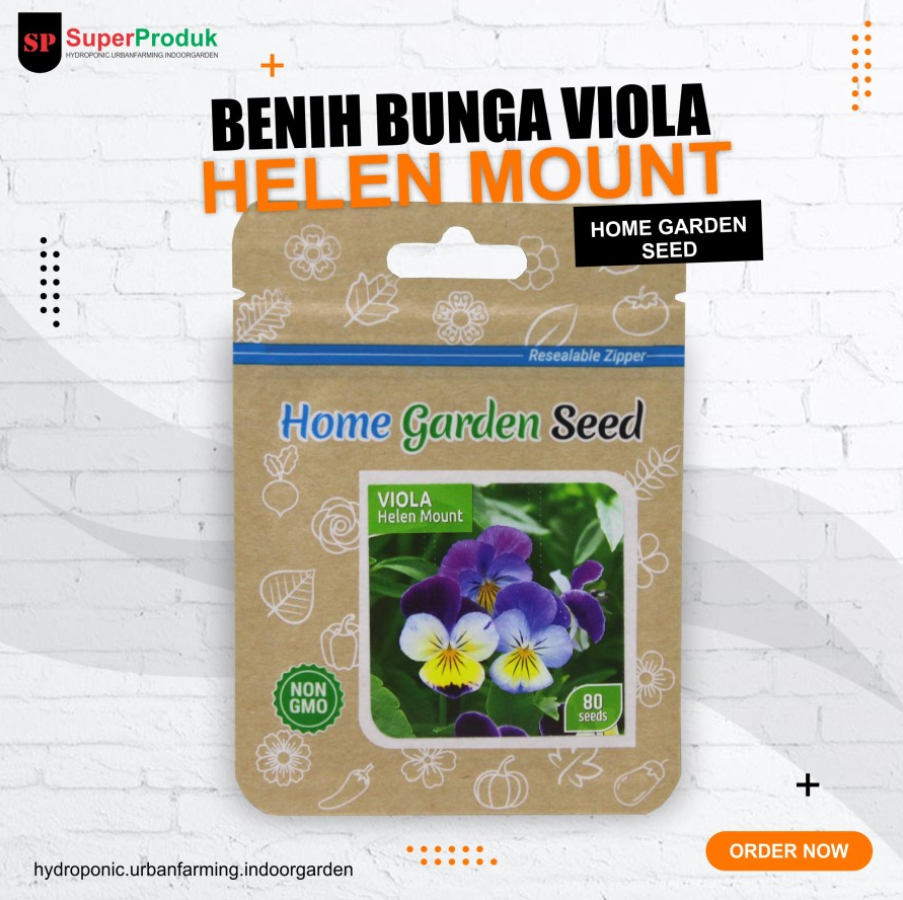 SP
SuperProduk
HYDROPONIC.URBANFARMING.INDOORGARDEN
BENIH BUNGA VIOLA
HELEN MOUNT
HOME GARDEN
SEED
Resealable Zipper
Home Garden Seed
VIOLA
Helen Mount
NON
GMO
80
seeds
hydroponic.urbanfarming.indoorgarden
ORDER NOW